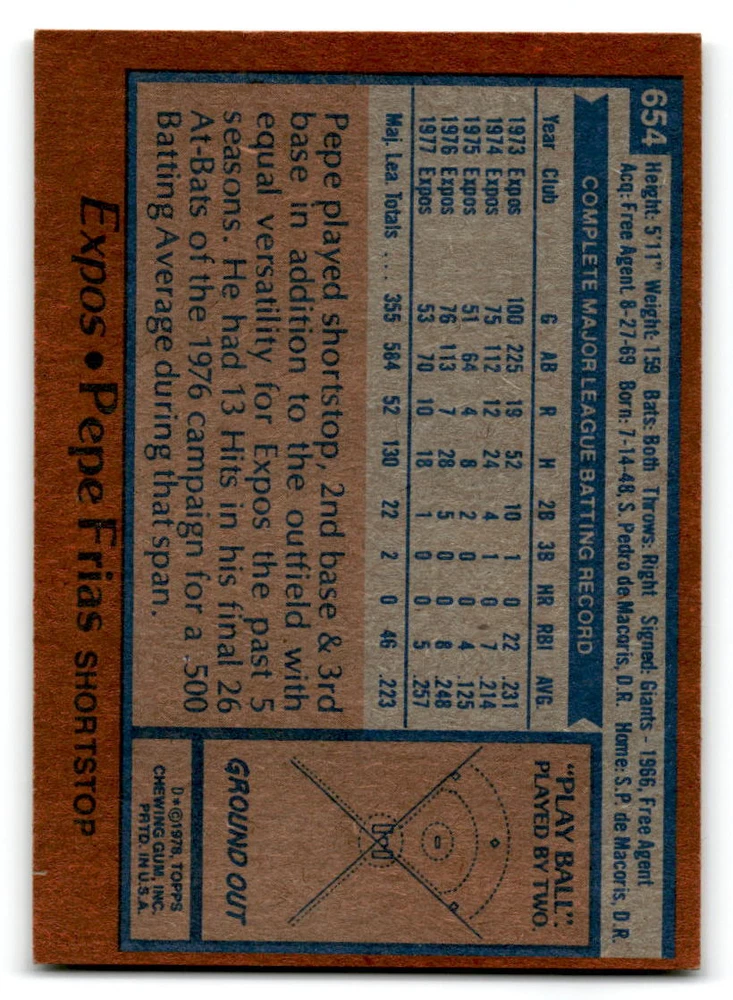 654
Height: 5'11" Weight: 159 Bats: Both Throws: Right Signed: Giants - 1966, Free Agent
Acq: Free Agent 8-27-69 Born: 7-14-48, S. Pedro de Macoris, D.R. Home: S.P. de Macoris, D.R.
COMPLETE MAJOR LEAGUE BATTING RECORD
Year Club G AB R H 2B 3B HR RBI AVG.
1973 Expos 100 225 19 52 10 1 0 22 .231
1974 Expos 75 112 12 24 4 1 0 7 .214
1975 Expos 51 64 4 8 2 0 0 4 .125
1976 Expos 76 113 7 28 5 0 0 8 .248
1977 Expos 53 70 10 18 1 0 0 5 .257
Maj. Lea. Totals .... 355 584 52 130 22 2 0 46 .223
Pepe played shortstop, 2nd base & 3rd
base in addition to the outfield with
equal versatility for Expos the past 5
seasons. He had 13 Hits in his final 26
At-Bats of the 1976 campaign for a .500
Batting Average during that span.
"PLAY BALL":
PLAYED BY TWO.
GROUND OUT
D*©1978, TOPPS
CHEWING GUM, INC.
PRTD. IN U.S.A.
Expos • Pepe Frias SHORTSTOP